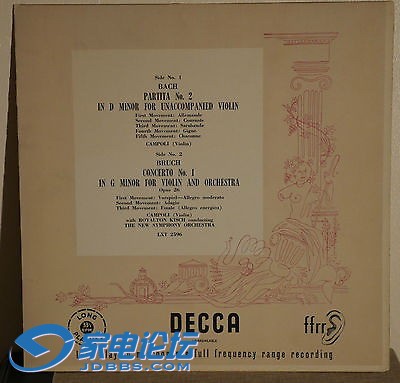 Side No. 1
BACH
PARTITA No. 2
IN D MINOR FOR UNACCOMPANIED VIOLIN
First Movement: Allemande
Second Movement: Courante
Third Movement: Sarabande
Fourth Movement: Gigue
Fifth Movement: Chaconne
CAMPOLI (Violin)
Side No. 2
BRUCH
CONCERTO No. 1
IN G MINOR FOR VIOLIN AND ORCHESTRA
Opus 26
First Movement: Vorspiel—Allegro moderato
Second Movement: Adagio
Third Movement: Finale (Allegro energico)
CAMPOLI (Violin)
with ROYALTON KISCH conducting
THE NEW SYMPHONY ORCHESTRA
LXT 2596
LONG
33⅓
DECCA
ffrr
full frequency range recording
家电论坛
JDBBS.COM